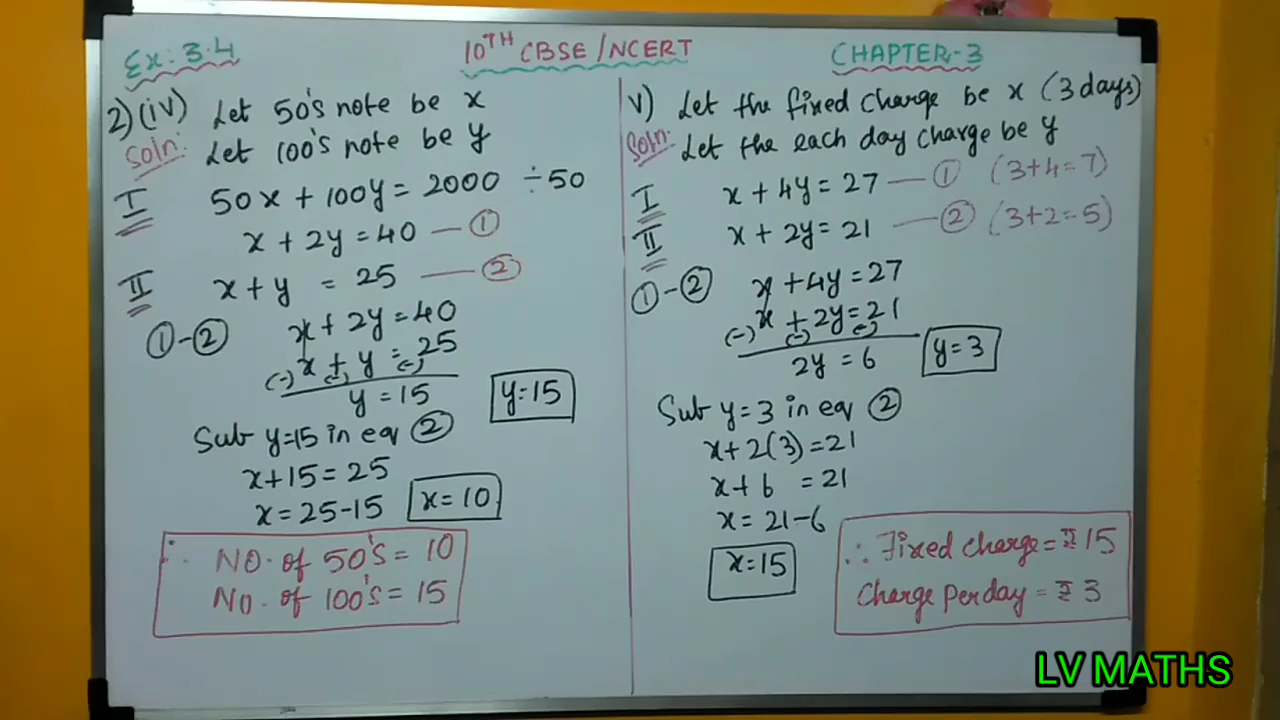 Ex: 3.4
10TH CBSE/NCERT
CHAPTER-3
2)(iv) Let 50's note be x
Soln: Let 100's note be y
I 50x + 100y = 2000 ÷50
x + 2y = 40 — ①
II x + y = 25 — ②
①-② x + 2y = 40
(-) x + y = 25 (-) (-)
y = 15
y=15
Sub y=15 in eq ②
x+15 = 25
x = 25-15
x = 10
∴ No. of 50's = 10
No. of 100's = 15
v) Let the fixed charge be x (3 days)
Soln: Let the each day charge be y
I x + 4y = 27 — ① (3+4=7)
II x + 2y = 21 — ② (3+2=5)
①-② x + 4y = 27
(-) x + 2y = 21 (-) (-)
2y = 6
y=3
Sub y=3 in eq ②
x+2(3)=21
x+6 = 21
x = 21-6
x=15
∴ Fixed charge = ₹ 15
Charge Per day = ₹ 3
LV MATHS